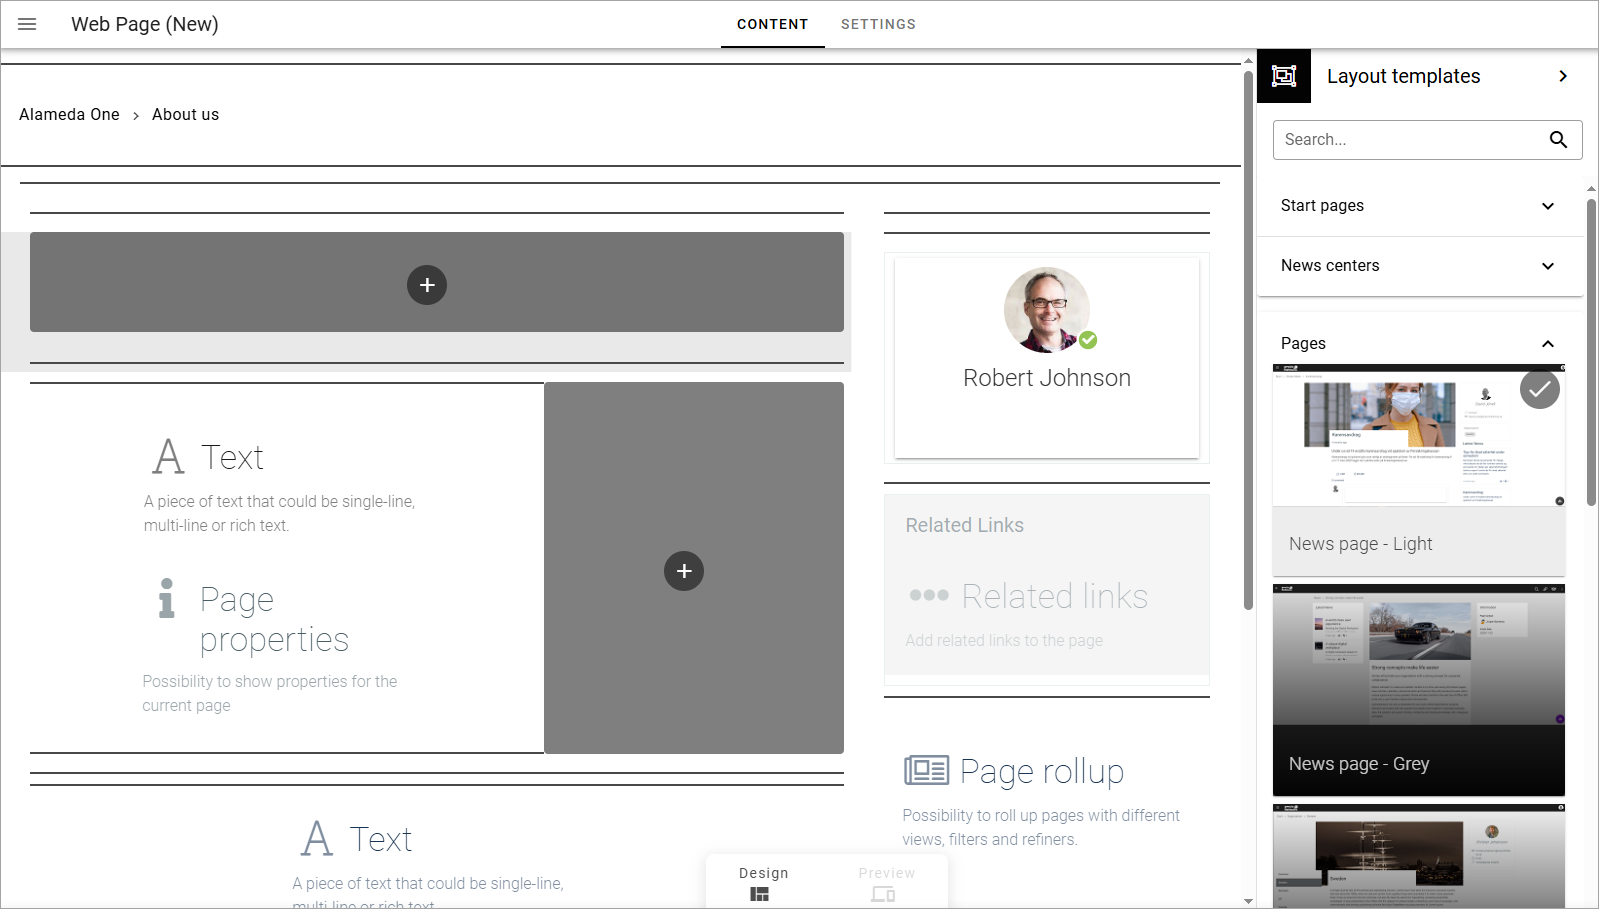 Web Page (New)
CONTENT
SETTINGS
Alameda One
About us
Text
A piece of text that could be single-line,
multi-line or rich text.
Page
properties
Possibility to show properties for the
current page
Text
A piece of text that could be single-line,
multi-line or rich text.
Robert Johnson
Related Links
Related links
Add related links to the page
Page rollup
Possibility to roll up pages with different
views, filters and refiners.
Design
Preview
Layout templates
Search...
Start pages
News centers
Pages
News page - Light
News page - Grey